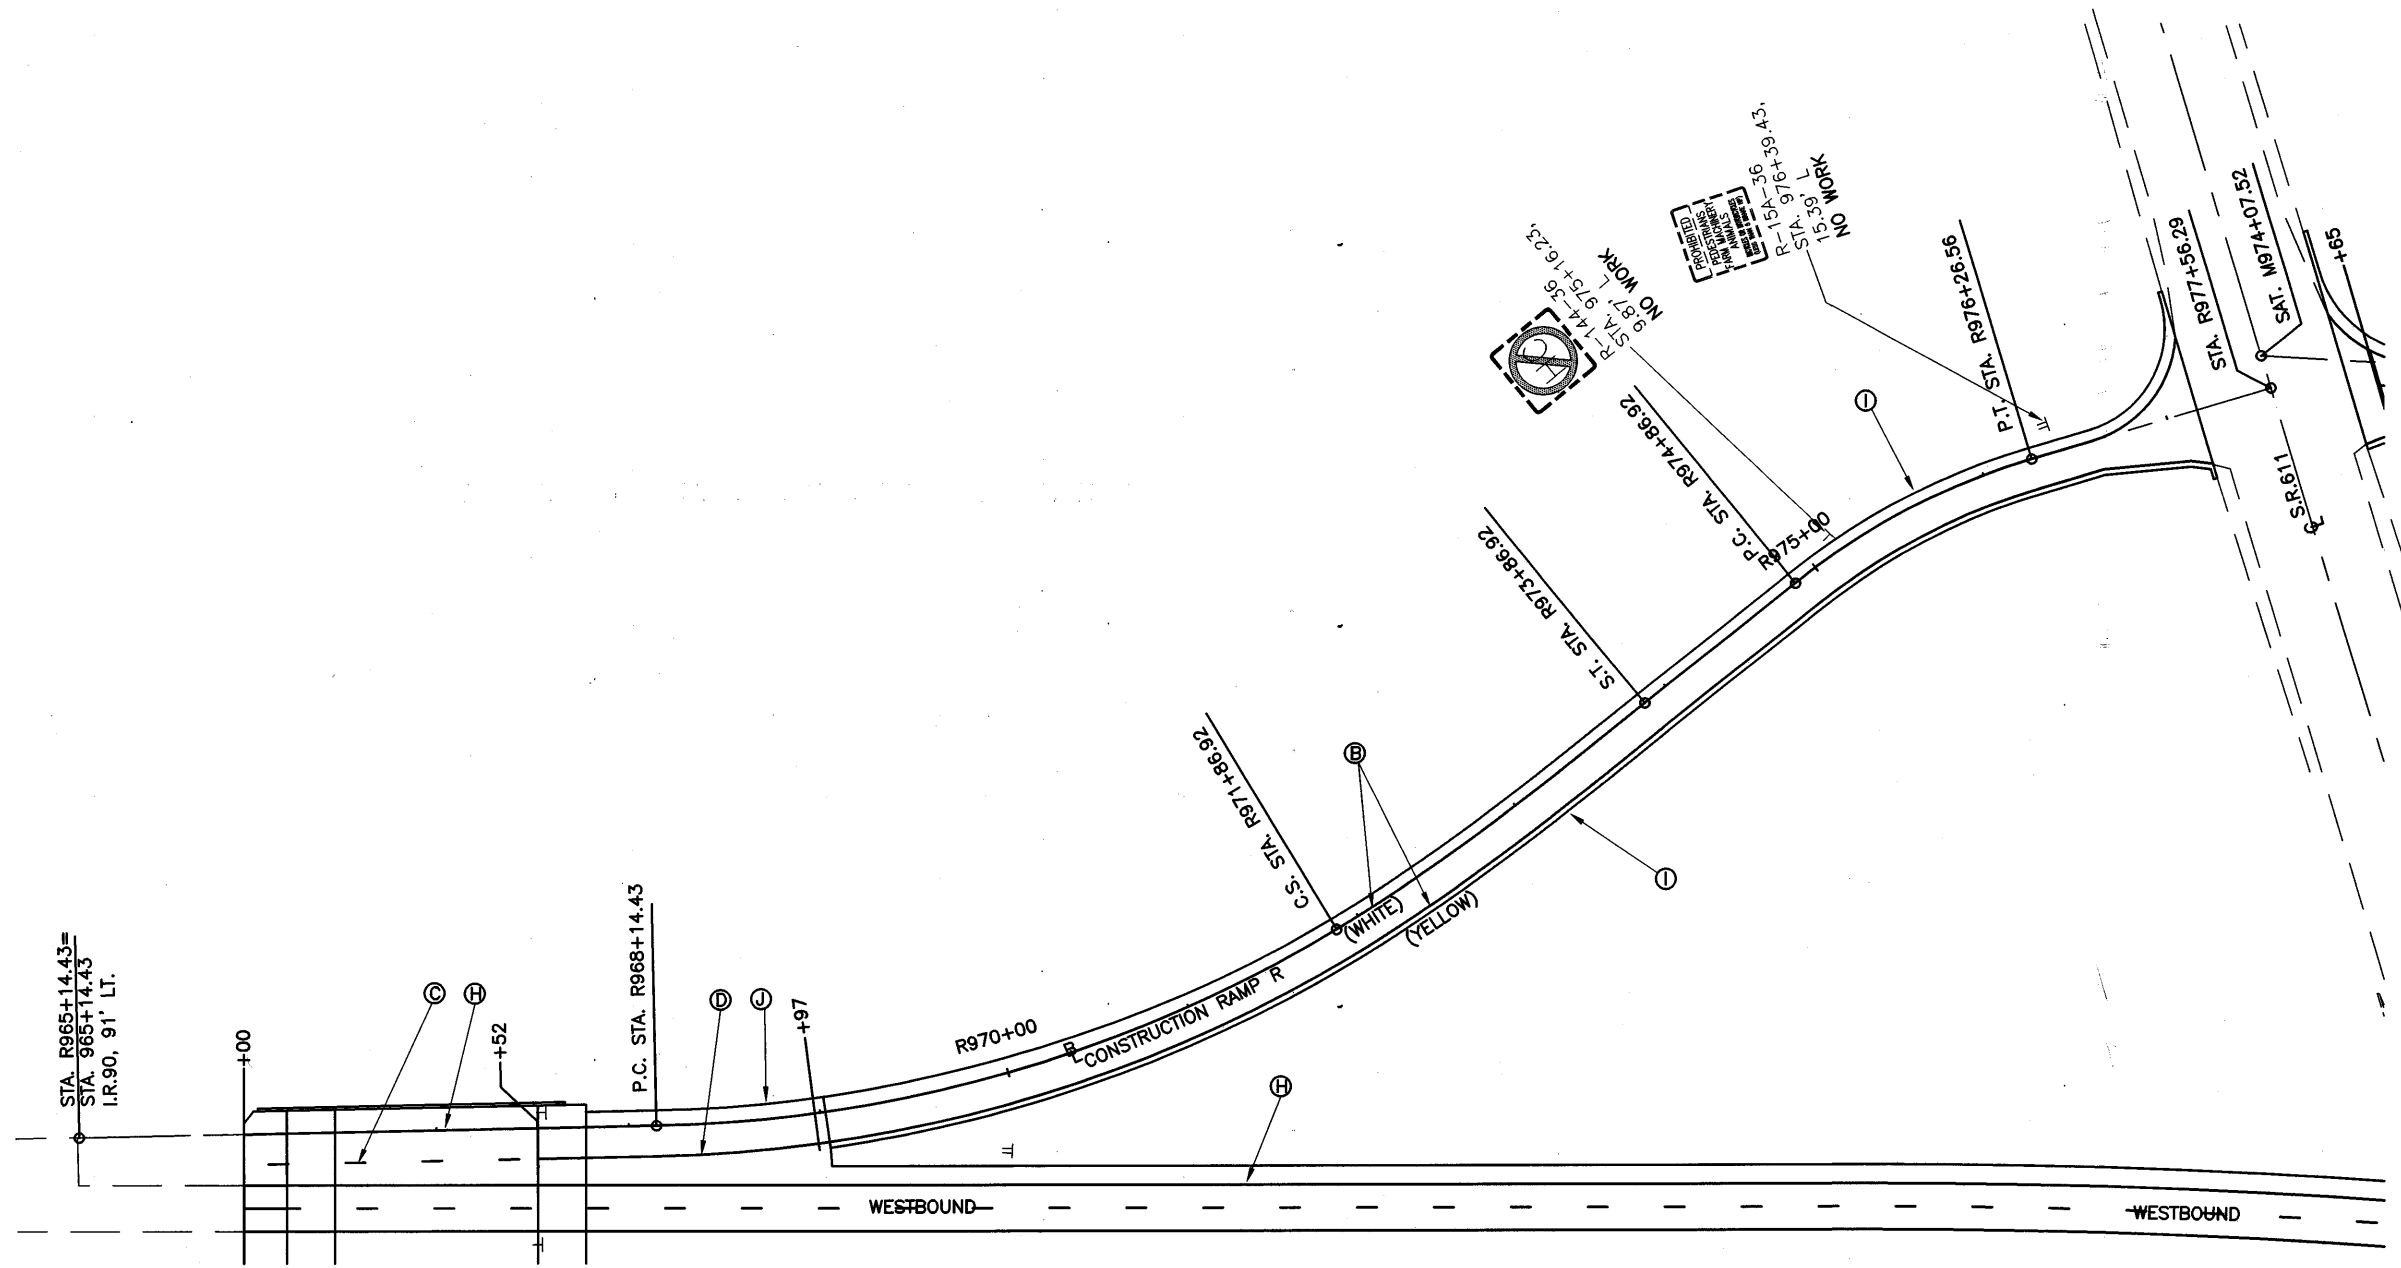 STA. R965+14.43=
STA. 965+14.43
I.R.90, 91' LT.
+00
C
H
+52
P.C. STA. R968+14.43
D
J
+97
R970+00
BL CONSTRUCTION RAMP R
C.S. STA. R971+86.92
B
(WHITE)
(YELLOW)
I
S.T. STA. R973+86.92
P.C. STA. R974+86.92
R975+00
HC
R-144-36
STA. 975+16.23,
9.87' L
NO WORK
PROHIBITED
PEDESTRIANS
FARM MACHINERY
ANIMALS
R-15A-36
STA. 976+39.43,
15.39' L
NO WORK
I
P.T. STA. R976+26.56
STA. R977+56.29
SAT. M974+07.52
+65
CL S.R.611
H
WESTBOUND
WESTBOUND